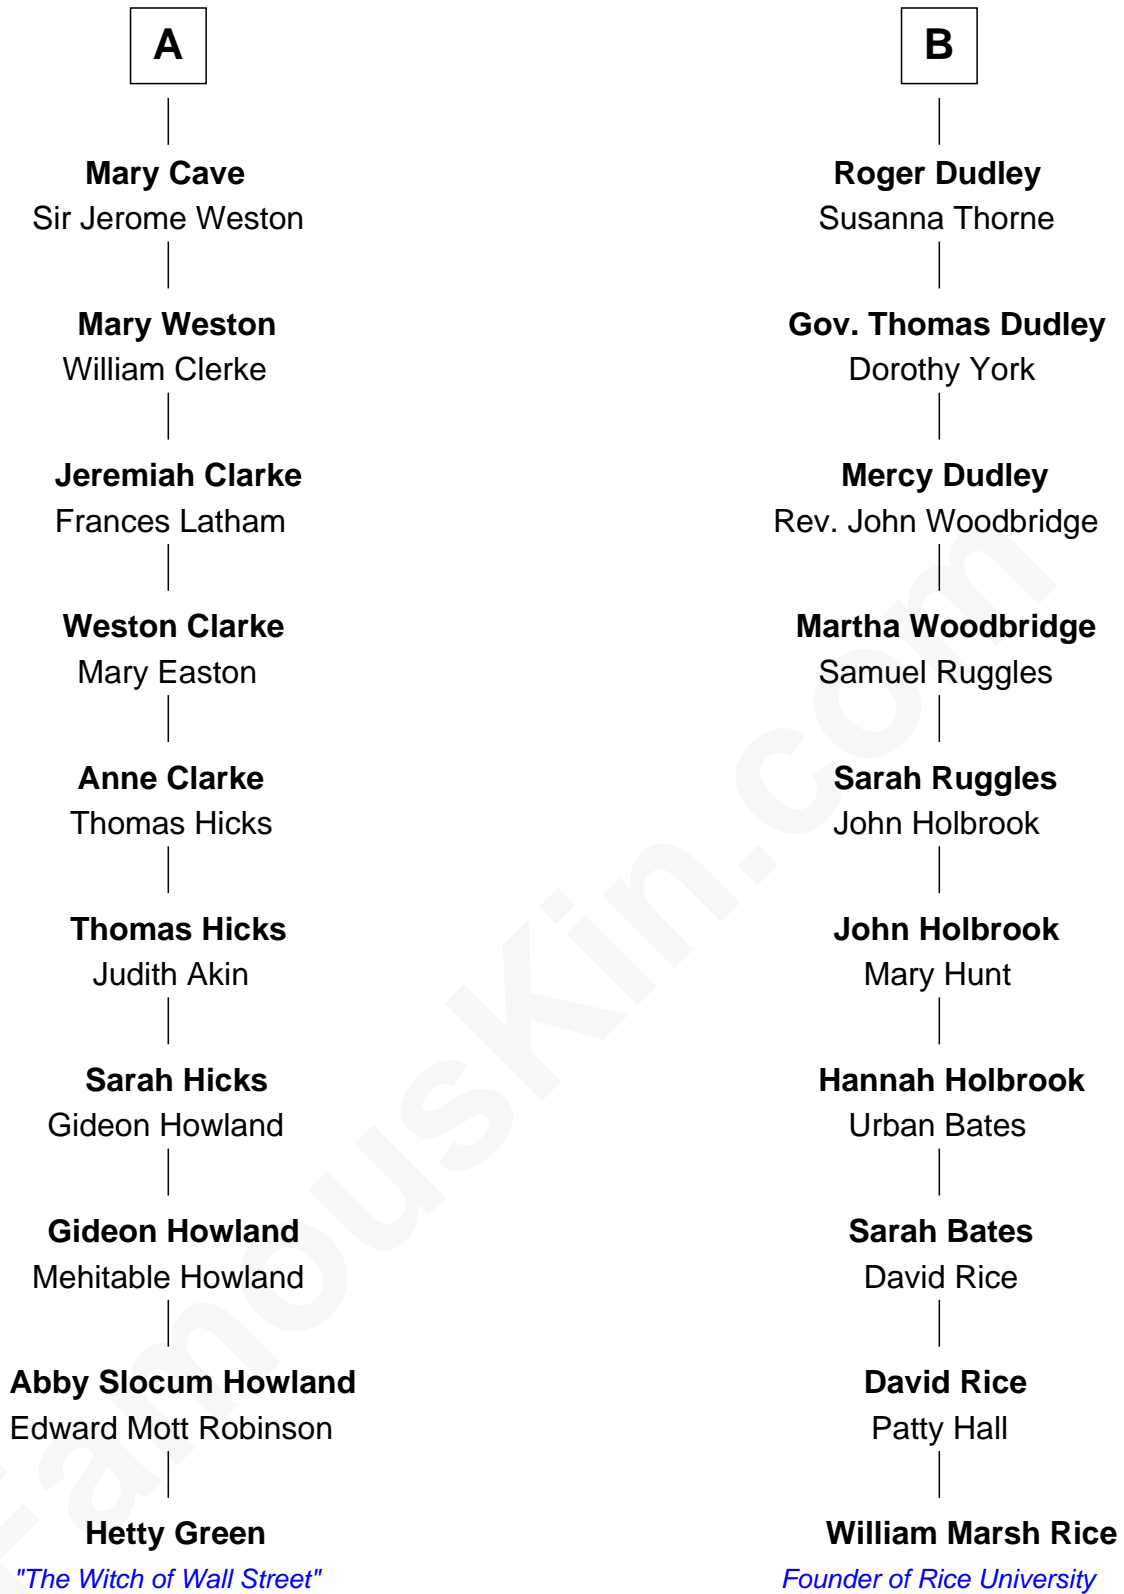 A
Mary Cave
Sir Jerome Weston
Mary Weston
William Clerke
Jeremiah Clarke
Frances Latham
Weston Clarke
Mary Easton
Anne Clarke
Thomas Hicks
Thomas Hicks
Judith Akin
Sarah Hicks
Gideon Howland
Gideon Howland
Mehitable Howland
Abby Slocum Howland
Edward Mott Robinson
Hetty Green
"The Witch of Wall Street"
B
Roger Dudley
Susanna Thorne
Gov. Thomas Dudley
Dorothy York
Mercy Dudley
Rev. John Woodbridge
Martha Woodbridge
Samuel Ruggles
Sarah Ruggles
John Holbrook
John Holbrook
Mary Hunt
Hannah Holbrook
Urban Bates
Sarah Bates
David Rice
David Rice
Patty Hall
William Marsh Rice
Founder of Rice University
FamousKin.com